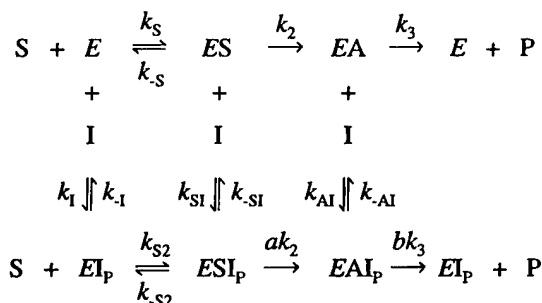 k_S k_2 k_3
S + E ⇌ ES → EA → E + P
k_-S
+ + +
I I I
k_I ⇌ k_-I k_SI ⇌ k_-SI k_AI ⇌ k_-AI
k_S2 ak_2 bk_3
S + EI_P ⇌ ESI_P → EAI_P → EI_P + P
k_-S2